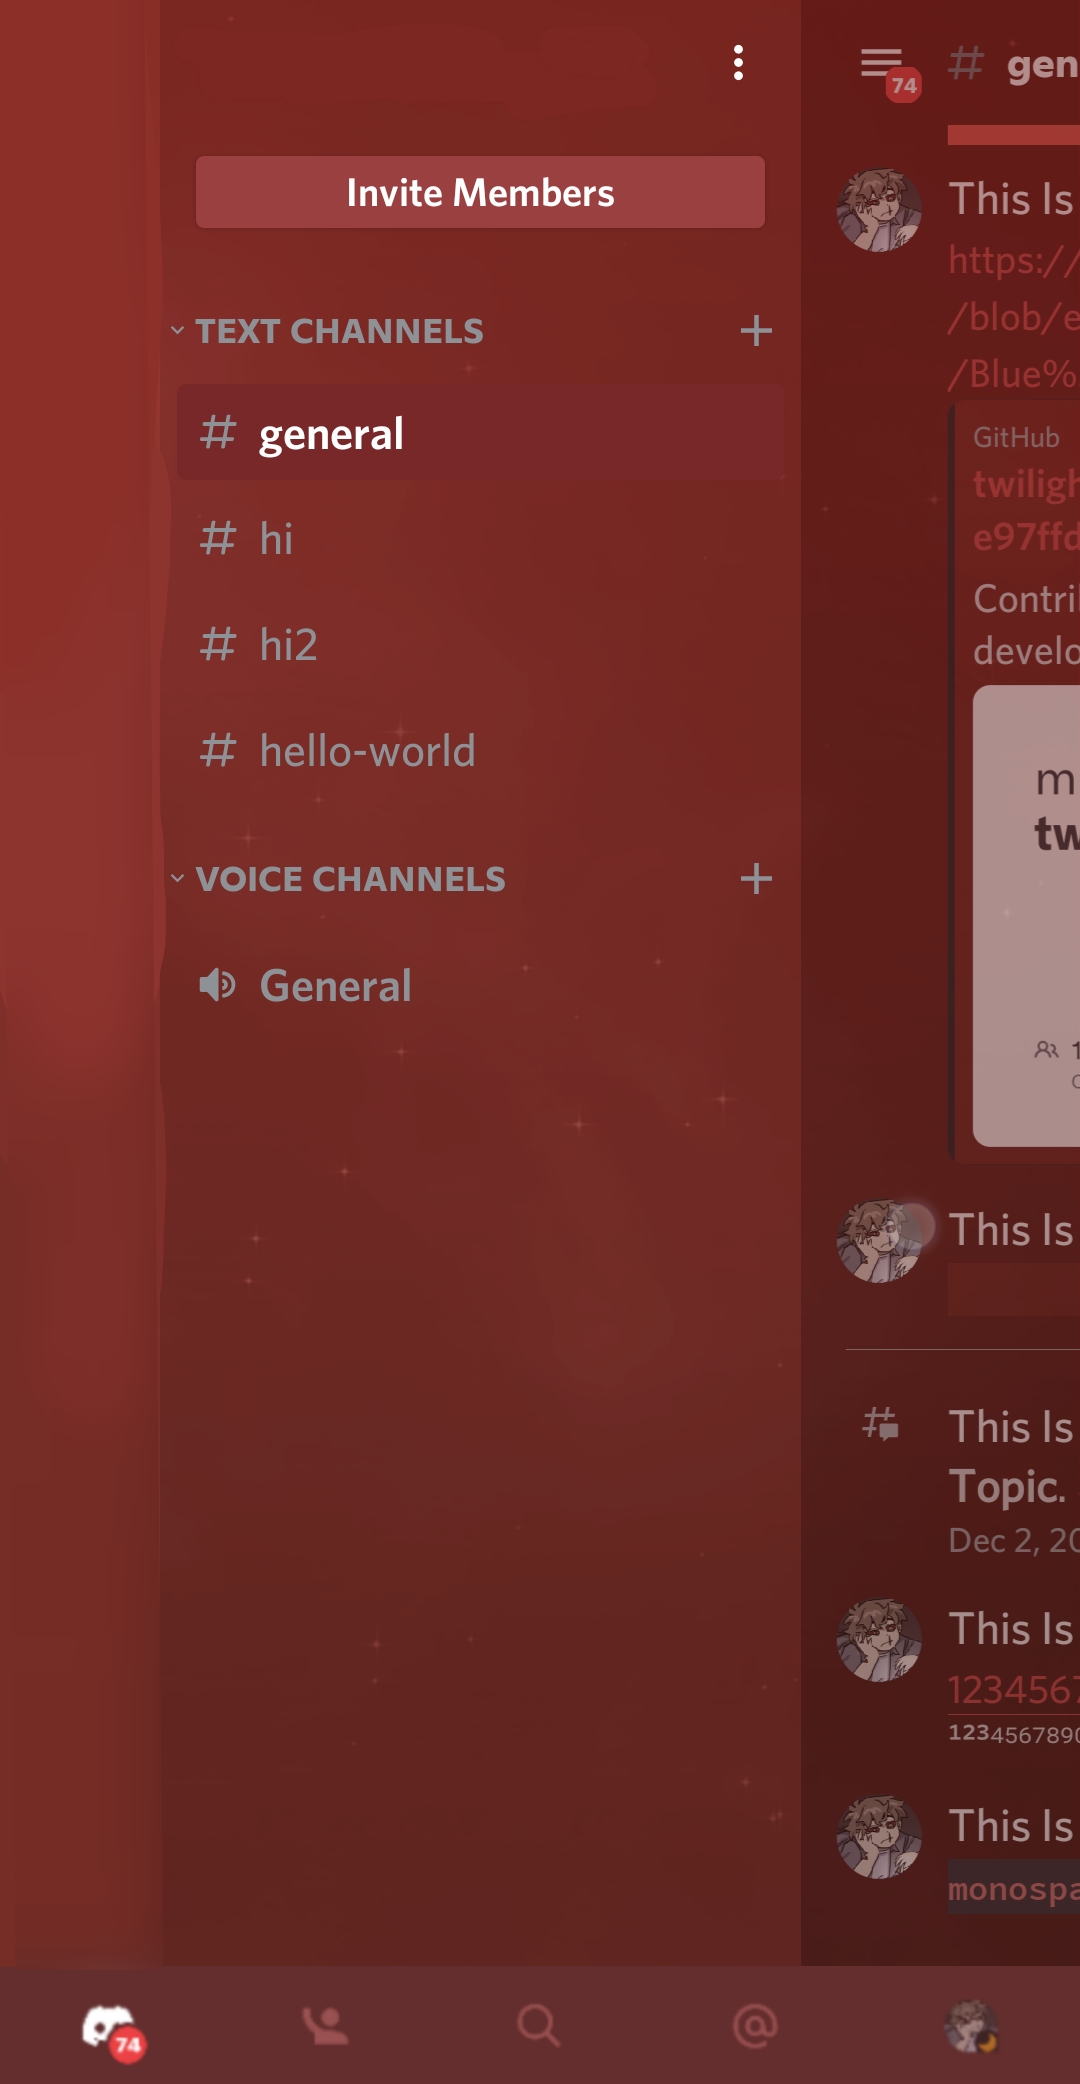 Invite Members
TEXT CHANNELS
# general
# hi
# hi2
# hello-world
VOICE CHANNELS
General
74
# gen
This Is
https://
/blob/e
/Blue%
GitHub
twiligh
e97ffd
Contri
develo
m
tw
1
This Is
This Is
Topic.
Dec 2, 20
This Is
1234567
1234567890
This Is
monospa
74